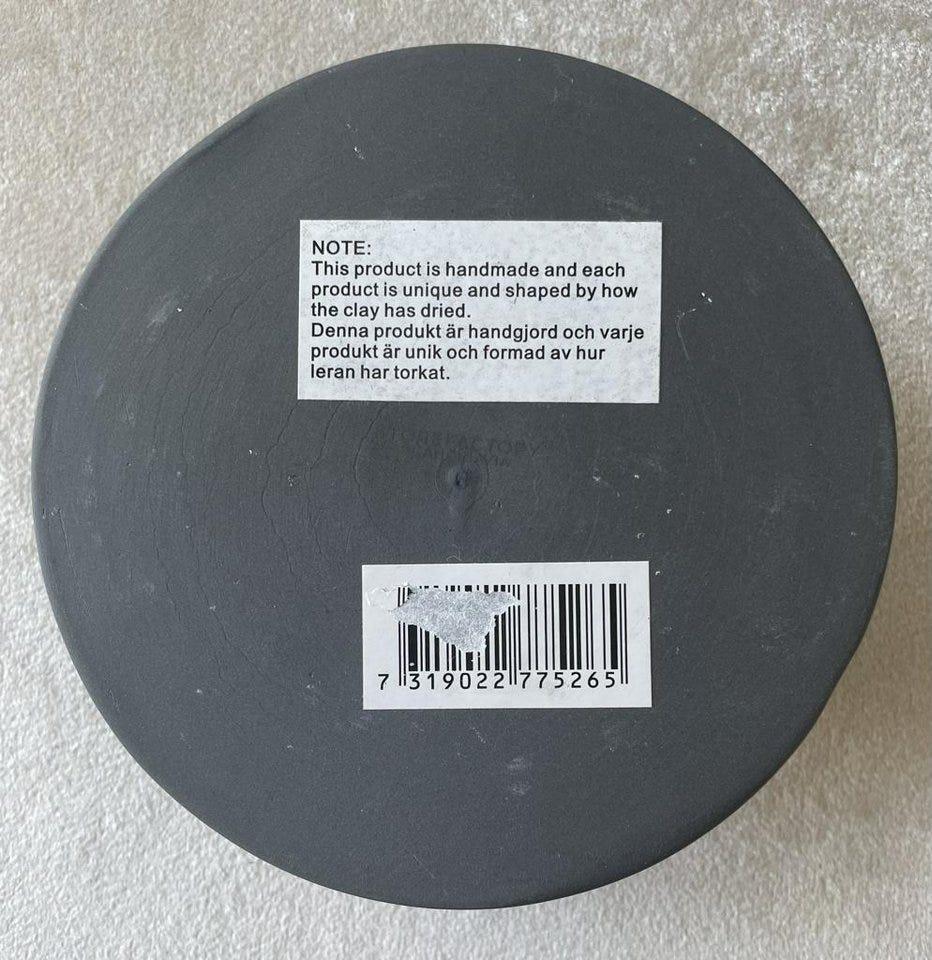 NOTE:
This product is handmade and each
product is unique and shaped by how
the clay has dried.
Denna produkt är handgjord och varje
produkt är unik och formad av hur
leran har torkat.
7 319022 775265